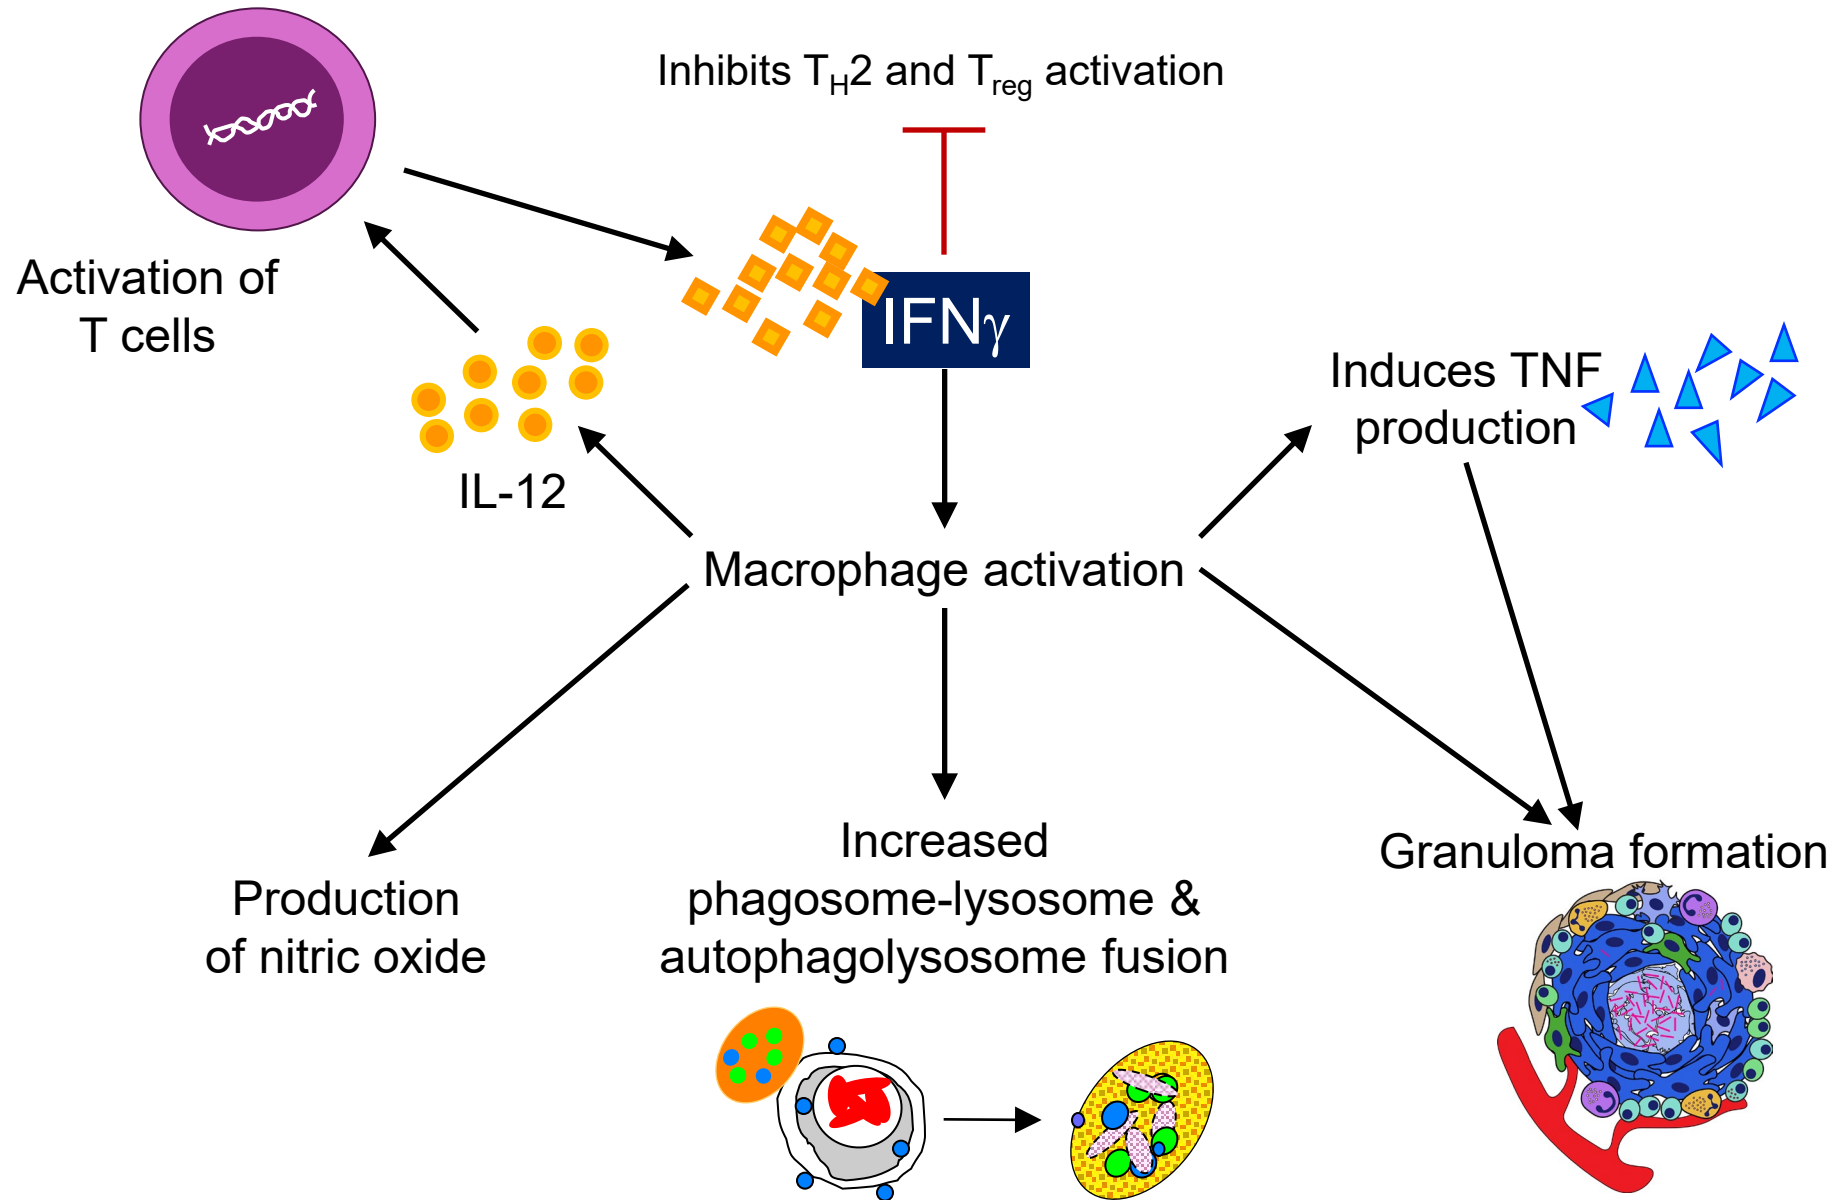 Inhibits TH2 and Treg activation
Activation of
T cells
IFNγ
IL-12
Induces TNF
production
Macrophage activation
Production
of nitric oxide
Increased
phagosome-lysosome &
autophagolysosome fusion
Granuloma formation